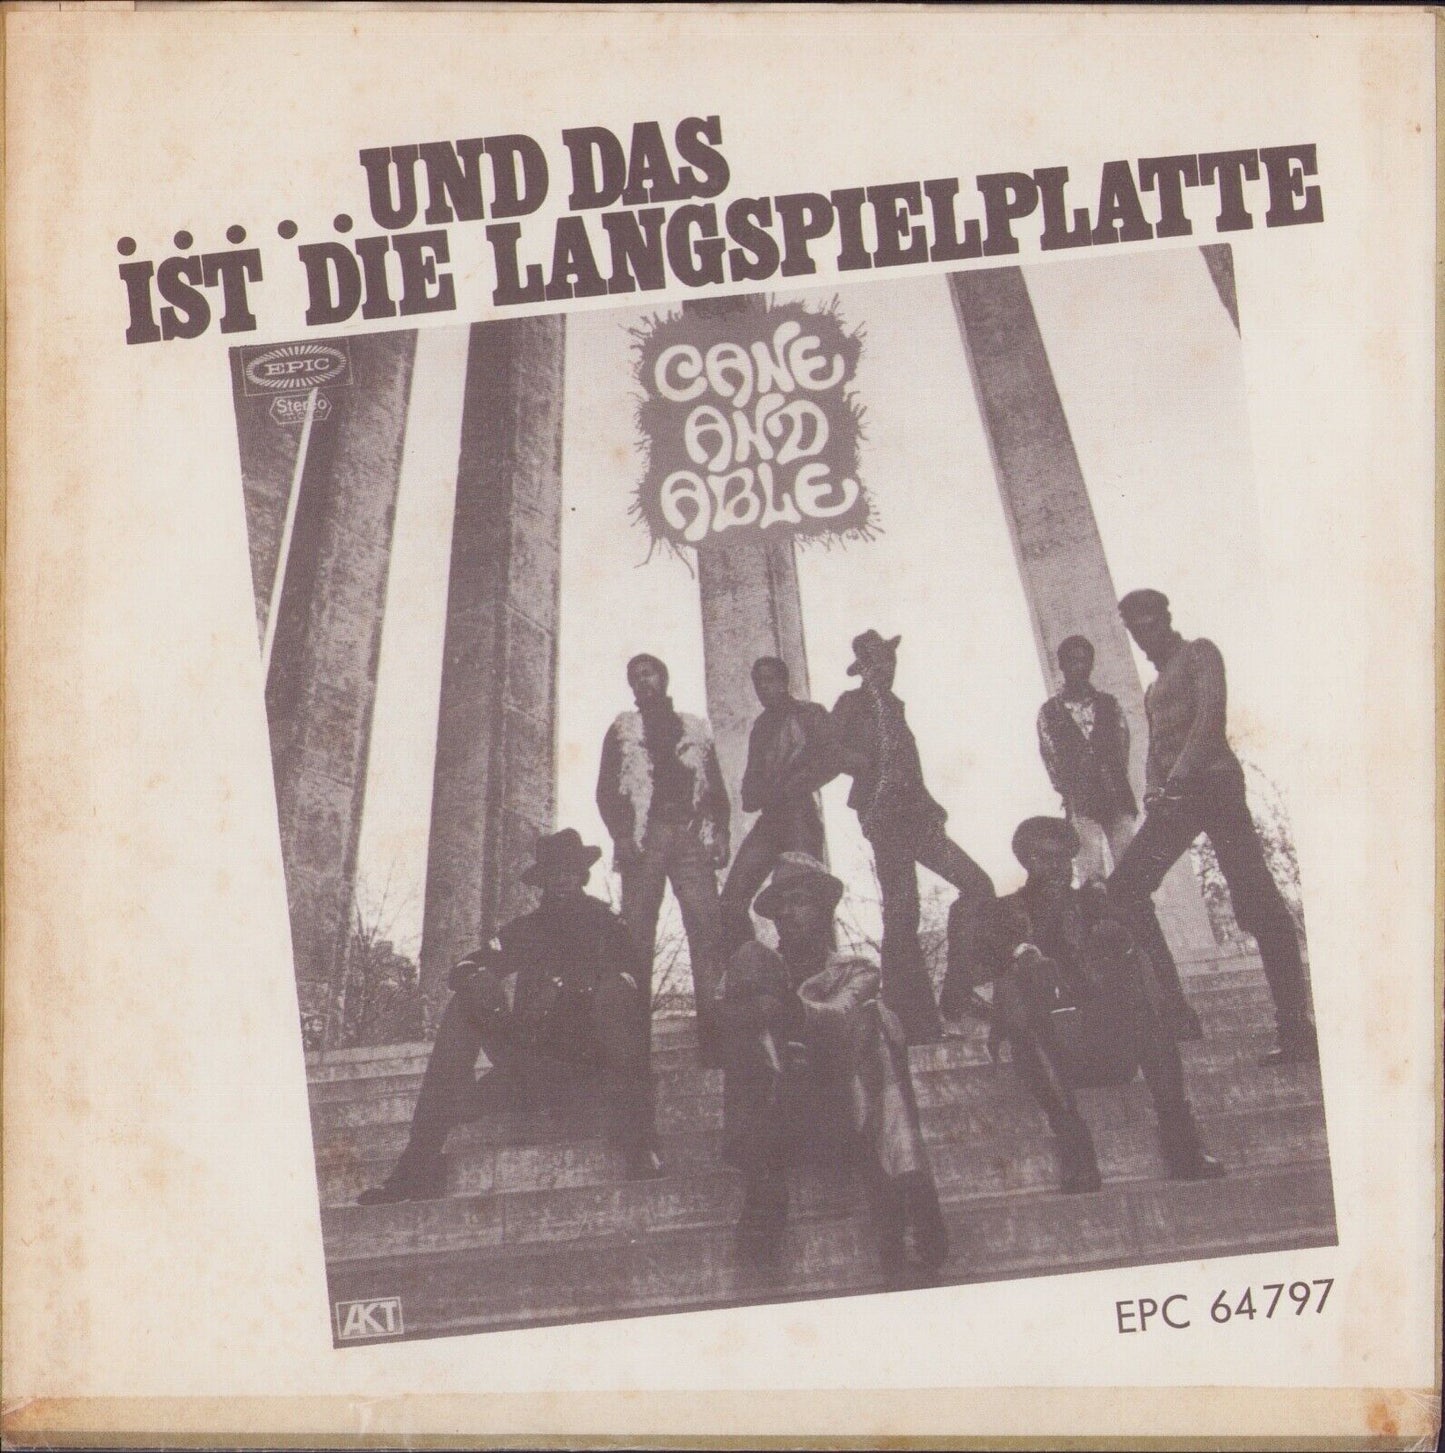 .....UND DAS
IST DIE LANGSPIELPLATTE
EPIC
Stereo
CANE
AND
ABLE
AKT
EPC 64797